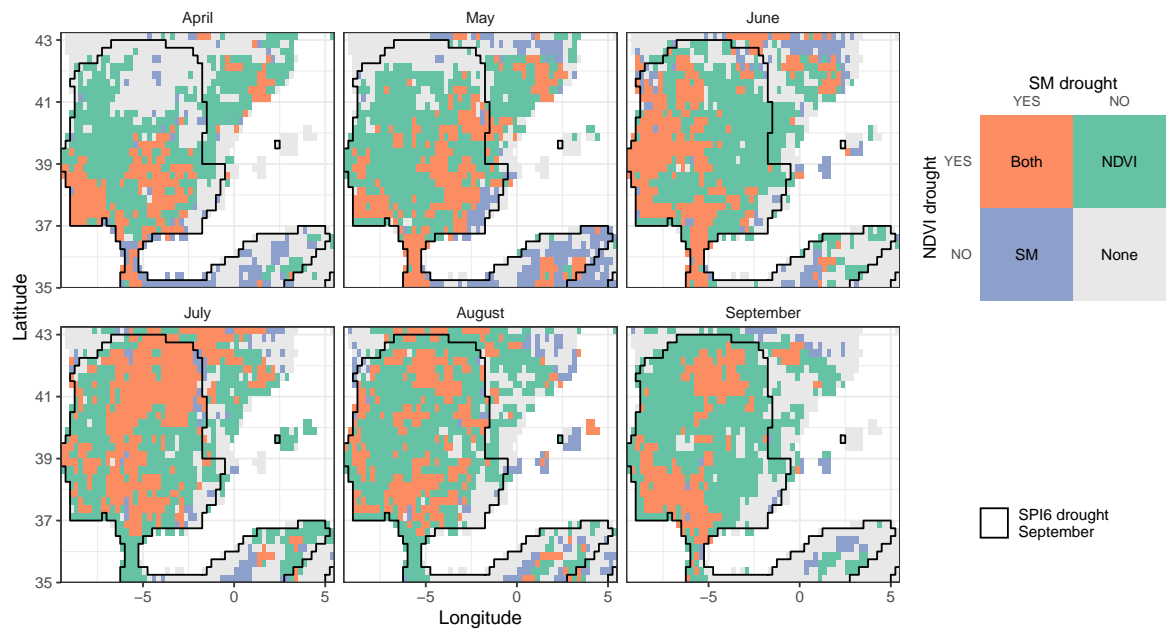 April
May
June
43
41
39
37
35
SM drought
YES
NO
NDVI drought
YES
NO
Both
NDVI
SM
None
Latitude
July
August
September
43
41
39
37
35
−5
0
5
−5
0
5
−5
0
5
Longitude
SPI6 drought
September